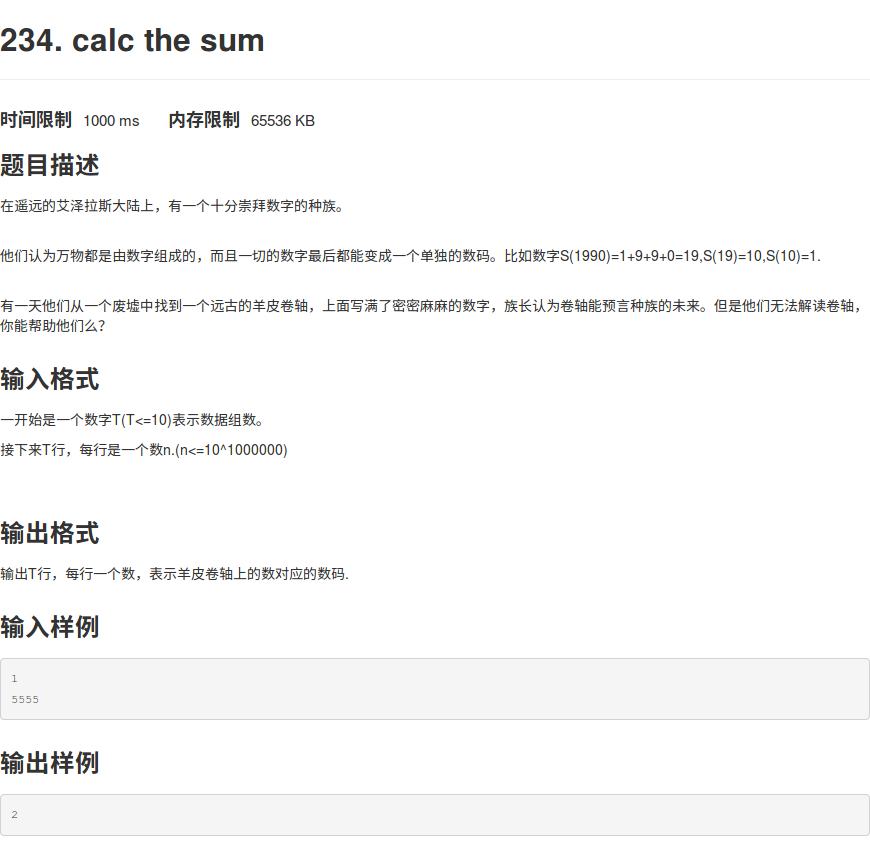 234. calc the sum
时间限制 1000 ms 内存限制 65536 KB
题目描述
在遥远的艾泽拉斯大陆上，有一个十分崇拜数字的种族。
他们认为万物都是由数字组成的，而且一切的数字最后都能变成一个单独的数码。比如数字S(1990)=1+9+9+0=19,S(19)=10,S(10)=1.
有一天他们从一个废墟中找到一个远古的羊皮卷轴，上面写满了密密麻麻的数字，族长认为卷轴能预言种族的未来。但是他们无法解读卷轴，
你能帮助他们么？
输入格式
一开始是一个数字T(T<=10)表示数据组数。
接下来T行，每行是一个数n.(n<=10^1000000)
输出格式
输出T行，每行一个数，表示羊皮卷轴上的数对应的数码.
输入样例
1
5555
输出样例
2